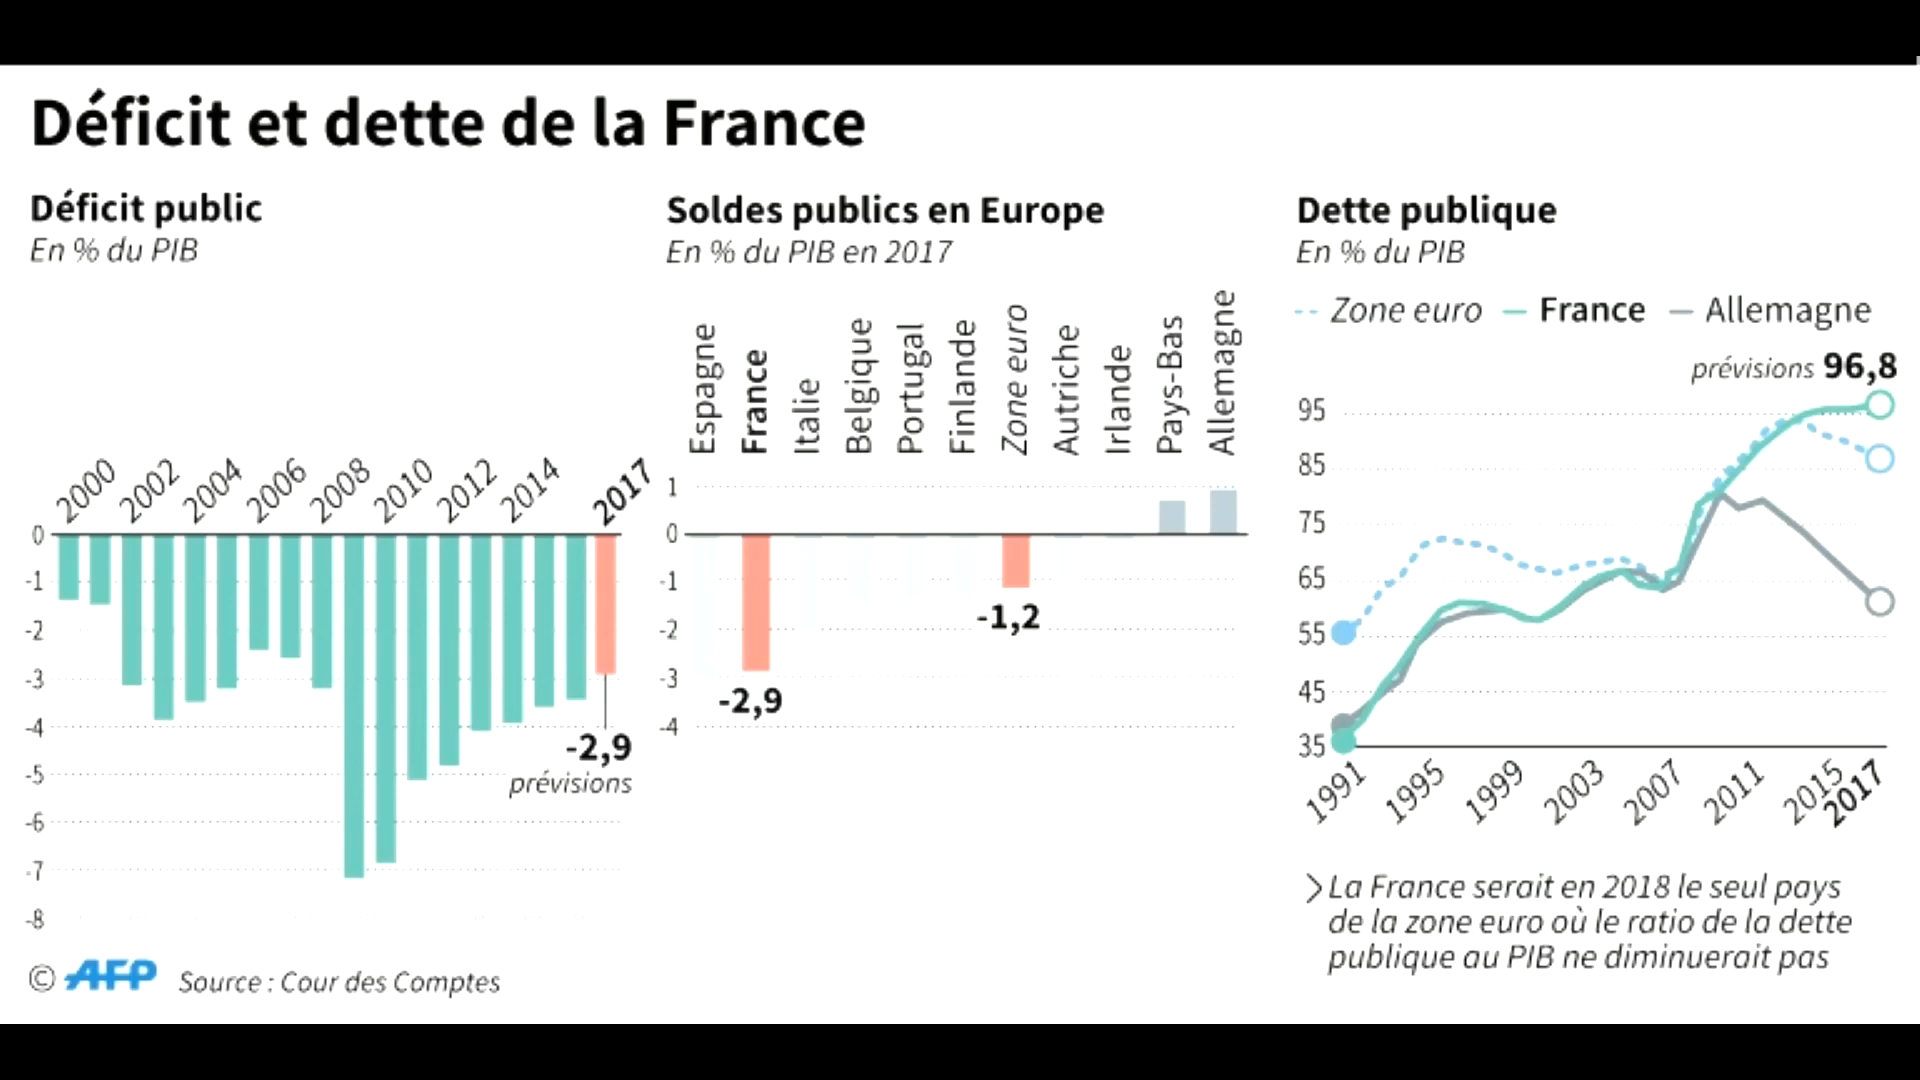 Déficit et dette de la France
Déficit public
En % du PIB
2000 2002 2004 2006 2008 2010 2012 2014 2017
0
-1
-2
-3
-4
-5
-6
-7
-8
-2,9
prévisions
Soldes publics en Europe
En % du PIB en 2017
Espagne France Italie Belgique Portugal Finlande Zone euro Autriche Irlande Pays-Bas Allemagne
1
0
-1
-2
-3
-4
-2,9
-1,2
Dette publique
En % du PIB
Zone euro France Allemagne
prévisions 96,8
95
85
75
65
55
45
35
1991 1995 1999 2003 2007 2011 2015 2017
La France serait en 2018 le seul pays
de la zone euro où le ratio de la dette
publique au PIB ne diminuerait pas
© AFP Source : Cour des Comptes